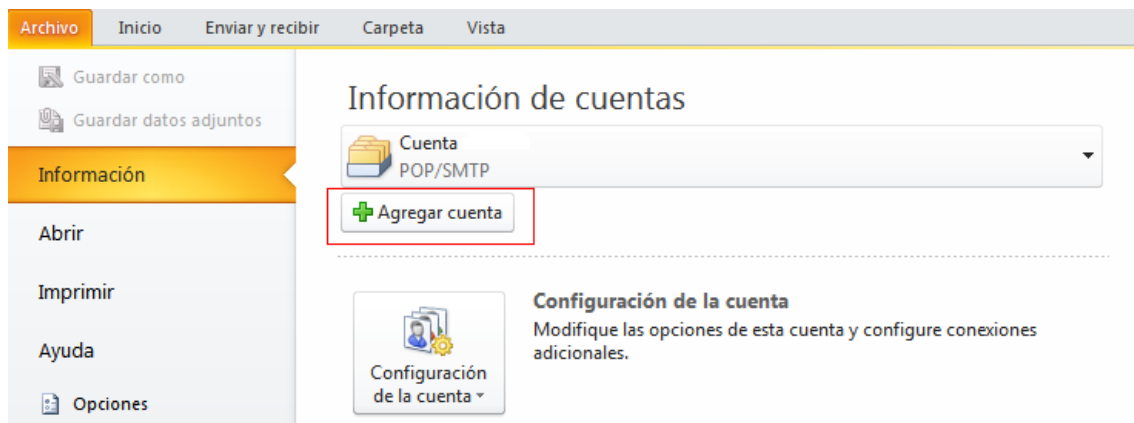 Archivo Inicio Enviar y recibir Carpeta Vista
Guardar como
Guardar datos adjuntos
Información
Abrir
Imprimir
Ayuda
Opciones
Información de cuentas
Cuenta
POP/SMTP
Agregar cuenta
Configuración
de la cuenta
Configuración de la cuenta
Modifique las opciones de esta cuenta y configure conexiones
adicionales.